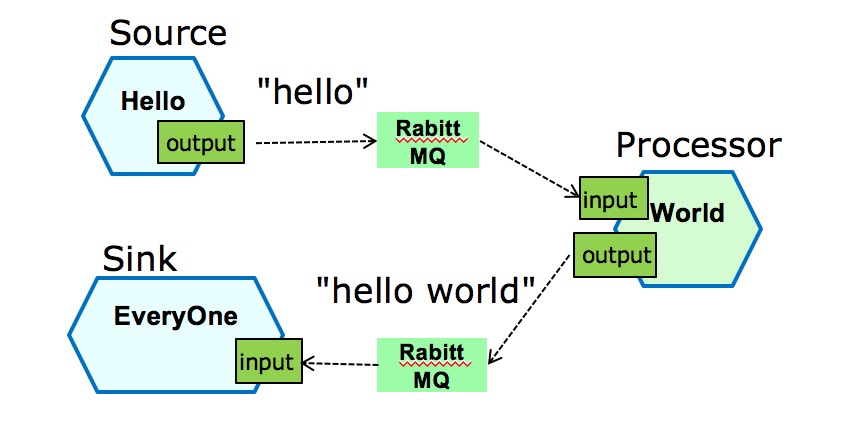 Source
Hello
output
"hello"
Rabitt
MQ
Processor
input
World
output
Sink
EveryOne
input
"hello world"
Rabitt
MQ